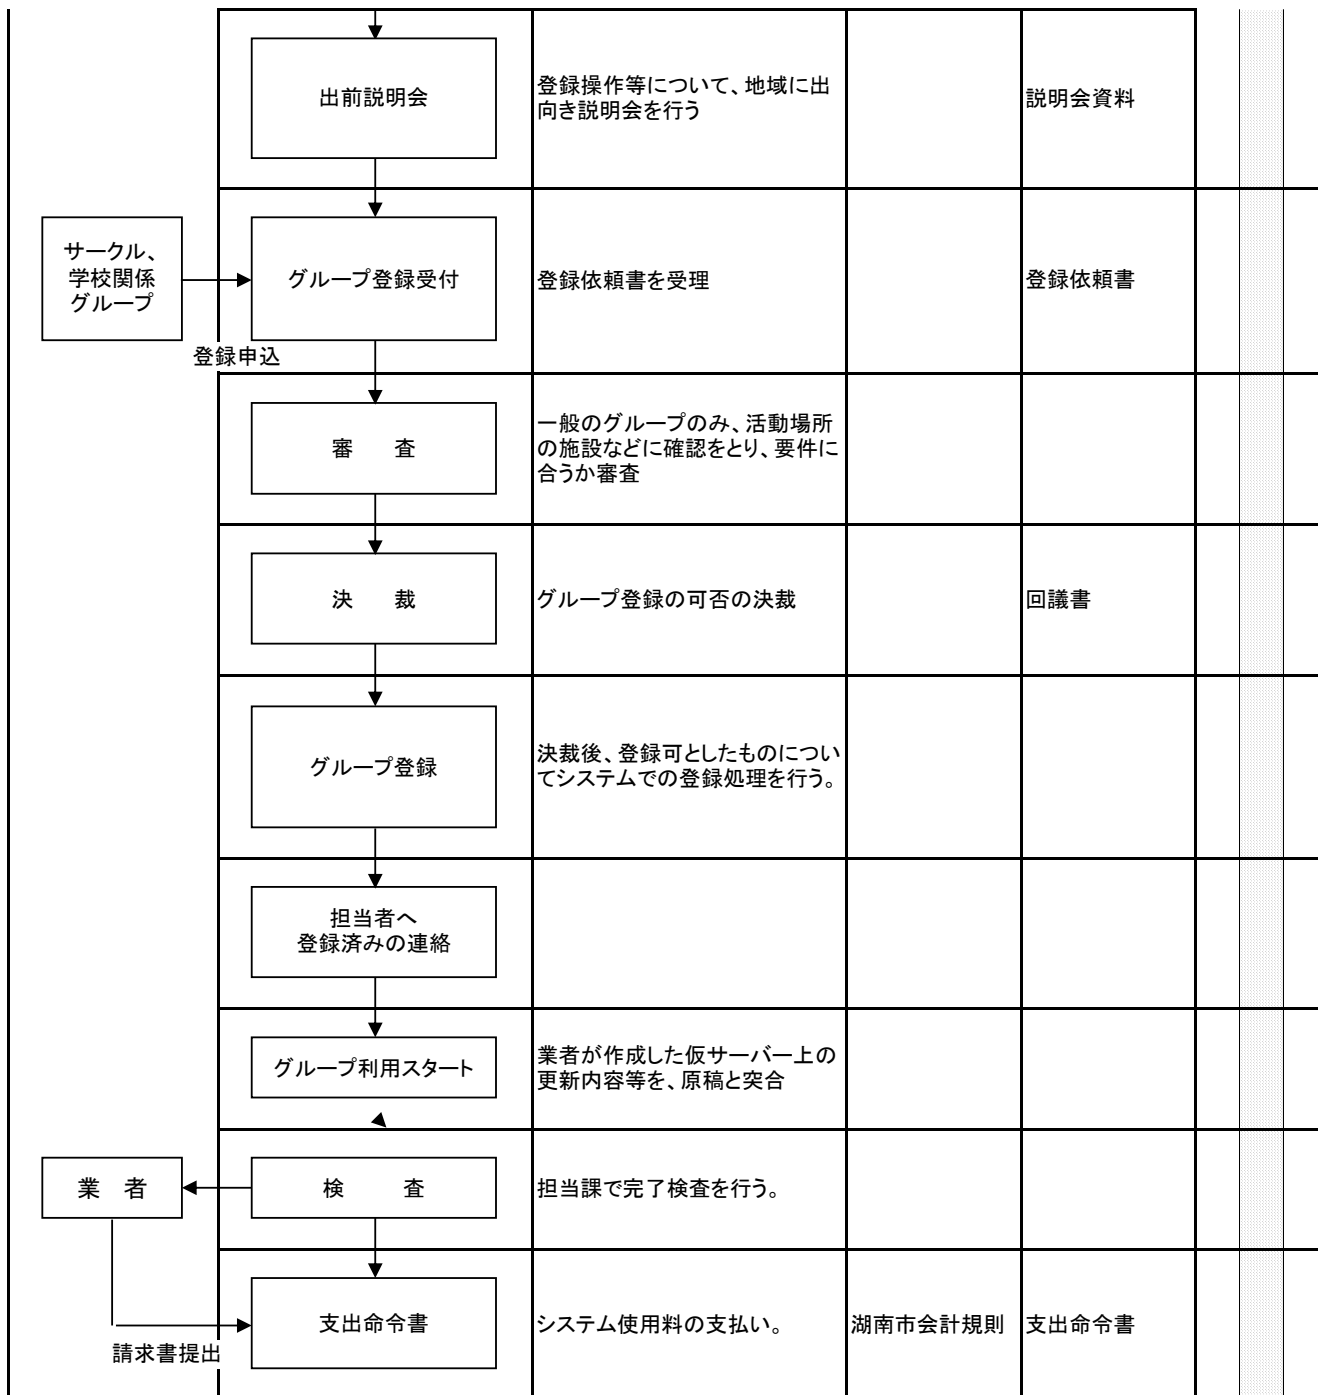 出前説明会
登録操作等について、地域に出
向き説明会を行う
説明会資料
サークル、
学校関係
グループ
グループ登録受付
登録依頼書を受理
登録依頼書
登録申込
審　査
一般のグループのみ、活動場所
の施設などに確認をとり、要件に
合うか審査
決　裁
グループ登録の可否の決裁
回議書
グループ登録
決裁後、登録可としたものについ
てシステムでの登録処理を行う。
担当者へ
登録済みの連絡
グループ利用スタート
業者が作成した仮サーバー上の
更新内容等を、原稿と突合
業　者
検　査
担当課で完了検査を行う。
支出命令書
システム使用料の支払い。
湖南市会計規則
支出命令書
請求書提出